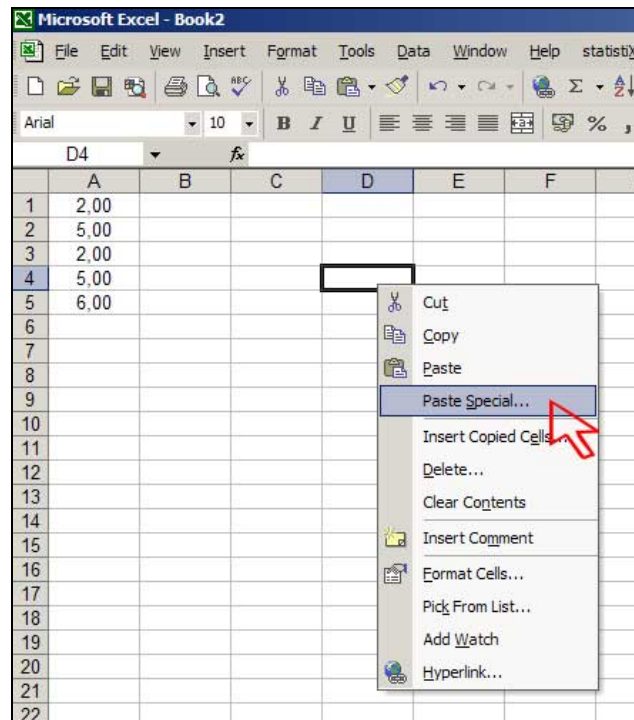 Microsoft Excel - Book2
File Edit View Insert Format Tools Data Window Help
Arial 10 B I U % ,
D4 fx
A B C D E F
1 2,00
2 5,00
3 2,00
4 5,00
5 6,00
6
7
8
9
10
11
12
13
14
15
16
17
18
19
20
21
22
Cut
Copy
Paste
Paste Special...
Insert Copied Cells...
Delete...
Clear Contents
Insert Comment
Format Cells...
Pick From List...
Add Watch
Hyperlink...